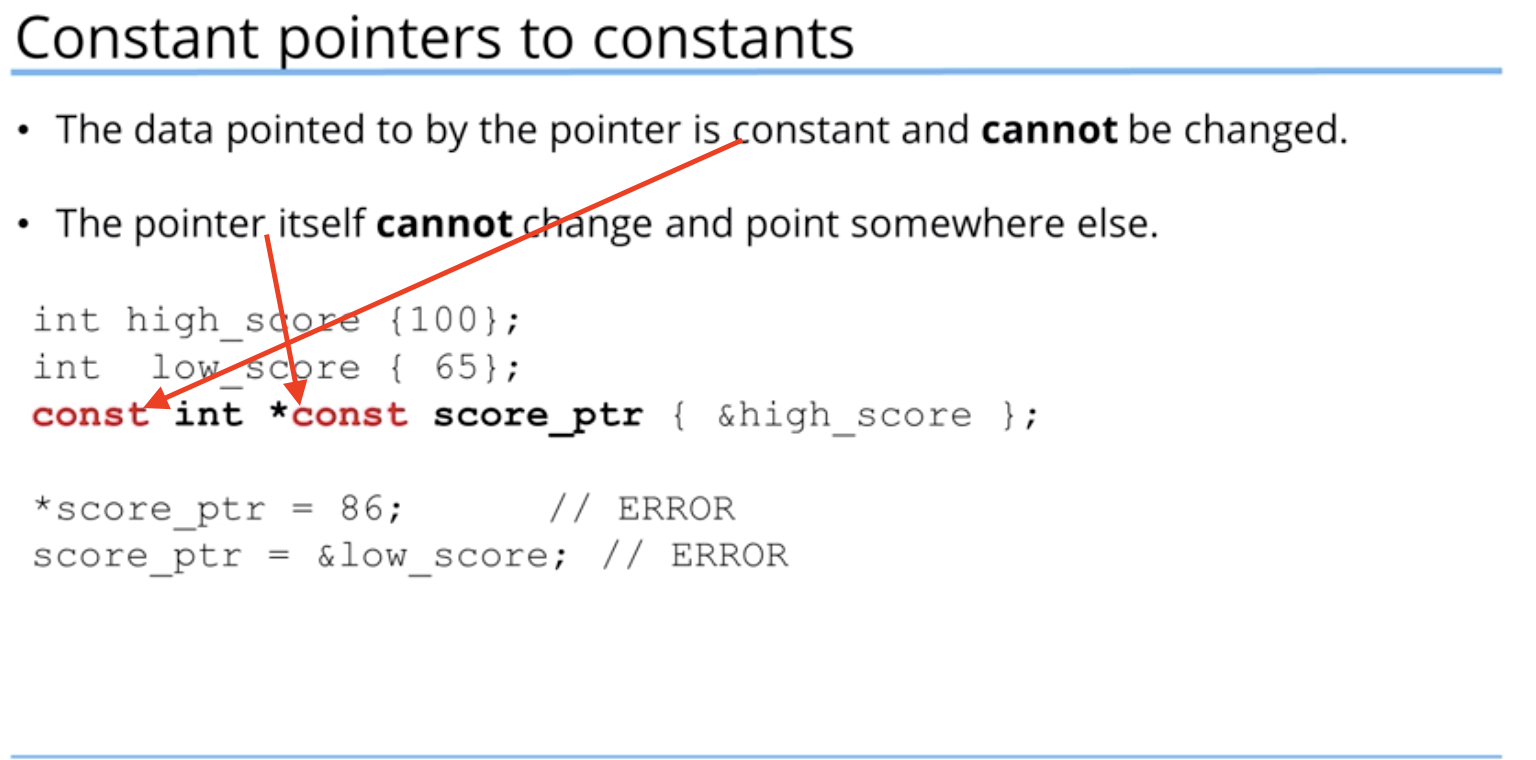 Constant pointers to constants
• The data pointed to by the pointer is constant and cannot be changed.
• The pointer itself cannot change and point somewhere else.
int high_score {100};
int  low_score { 65};
const int *const score_ptr { &high_score };
*score_ptr = 86;      // ERROR
score_ptr = &low_score; // ERROR